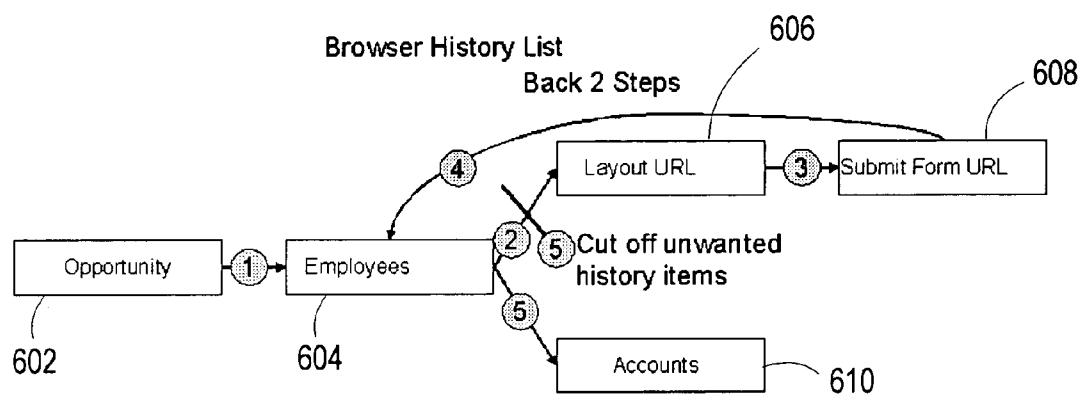 Browser History List
Back 2 Steps
606
608
4
Layout URL
3
Submit Form URL
2
5
Cut off unwanted
history items
Opportunity
1
Employees
5
602
604
Accounts
610